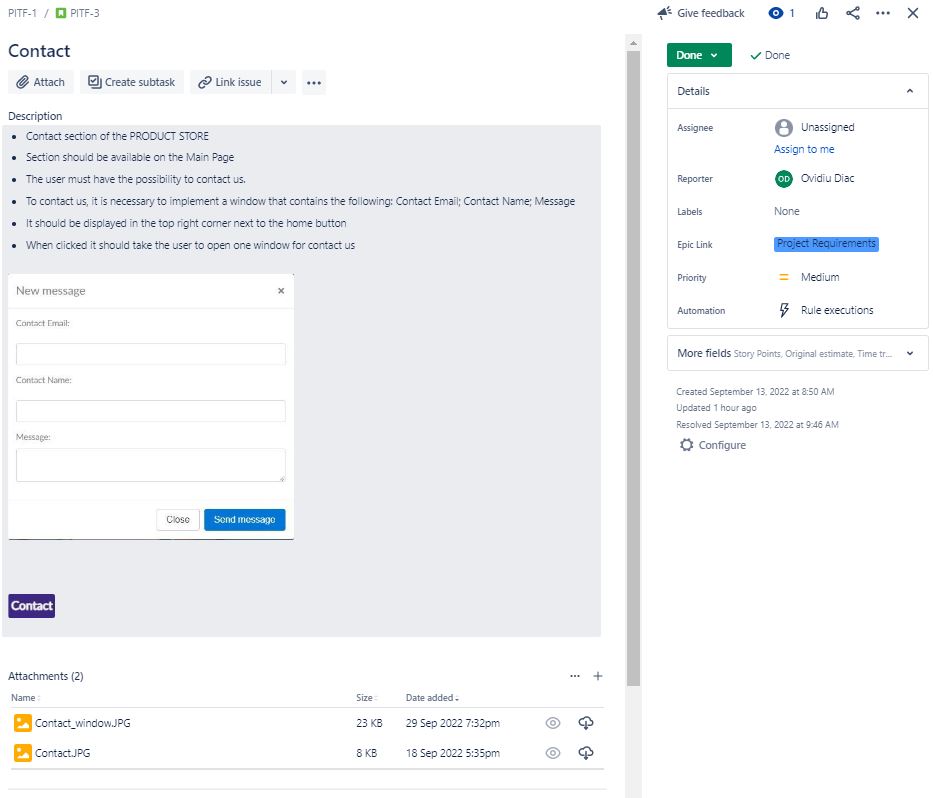 PITF-1 / PITF-3
Give feedback
1
Contact
Attach
Create subtask
Link issue
Description
Contact section of the PRODUCT STORE
Section should be available on the Main Page
The user must have the possibility to contact us.
To contact us, it is necessary to implement a window that contains the following: Contact Email; Contact Name; Message
It should be displayed in the top right corner next to the home button
When clicked it should take the user to open one window for contact us
New message
Contact Email:
Contact Name:
Message:
Close
Send message
Contact
Attachments (2)
Name
Size
Date added
Contact_window.JPG
23 KB
29 Sep 2022 7:32pm
Contact.JPG
8 KB
18 Sep 2022 5:35pm
Done
Done
Details
Assignee
Unassigned
Assign to me
Reporter
OD
Ovidiu Diac
Labels
None
Epic Link
Project Requirements
Priority
Medium
Automation
Rule executions
More fields Story Points, Original estimate, Time tr...
Created September 13, 2022 at 8:50 AM
Updated 1 hour ago
Resolved September 13, 2022 at 9:46 AM
Configure